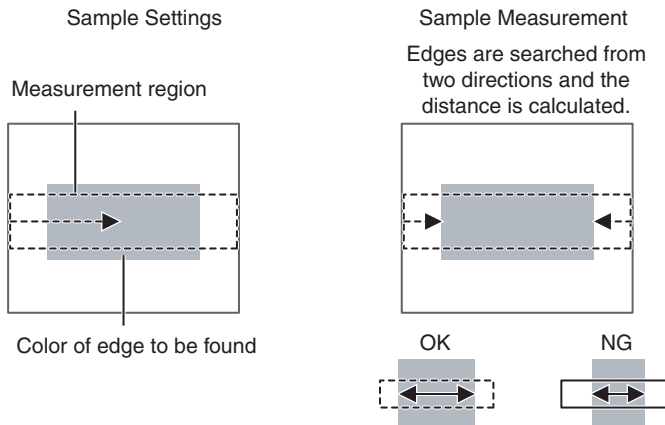 Sample Settings
Measurement region
Color of edge to be found
Sample Measurement
Edges are searched from
two directions and the
distance is calculated.
OK
NG